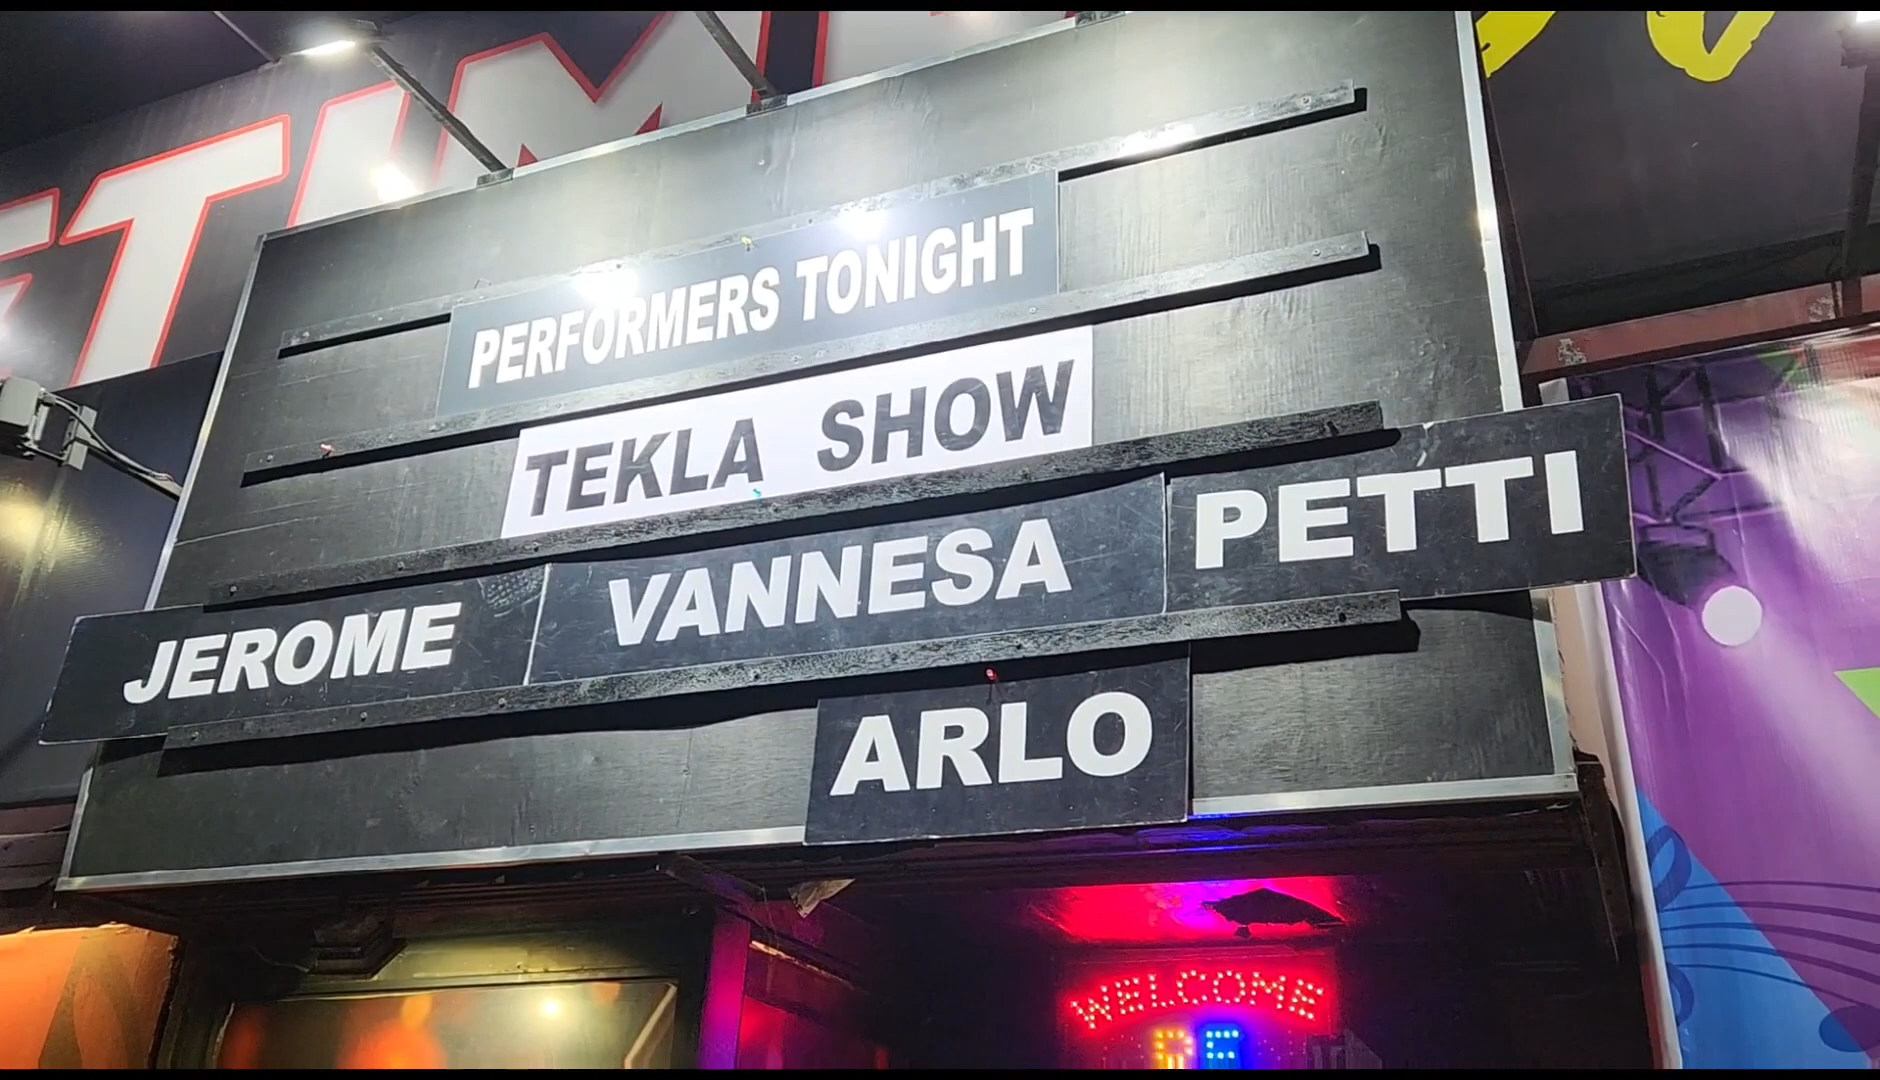 PERFORMERS TONIGHT
TEKLA SHOW
JEROME VANNESA PETTI
ARLO
WELCOME